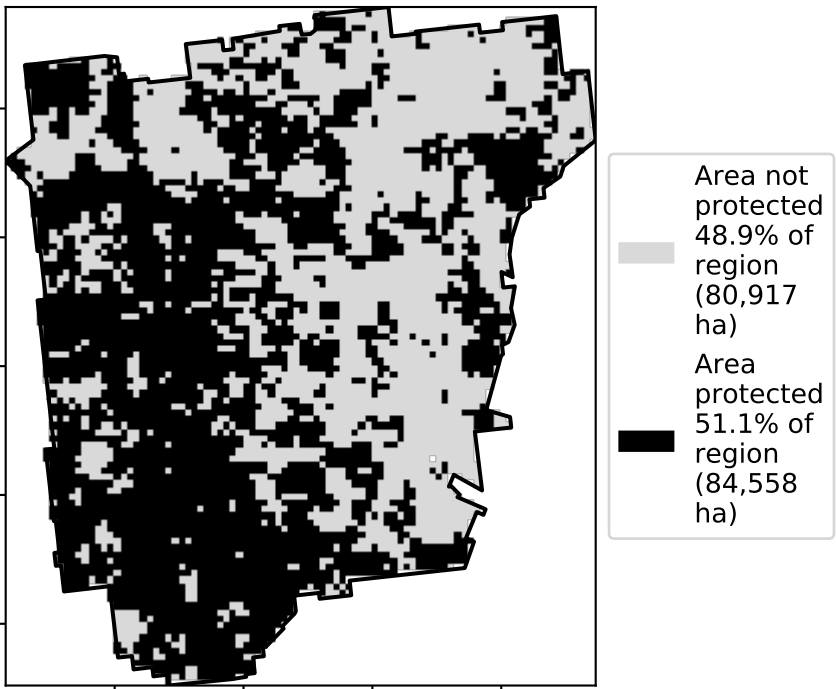 Area not
protected
48.9% of
region
(80,917
ha)
Area
protected
51.1% of
region
(84,558
ha)